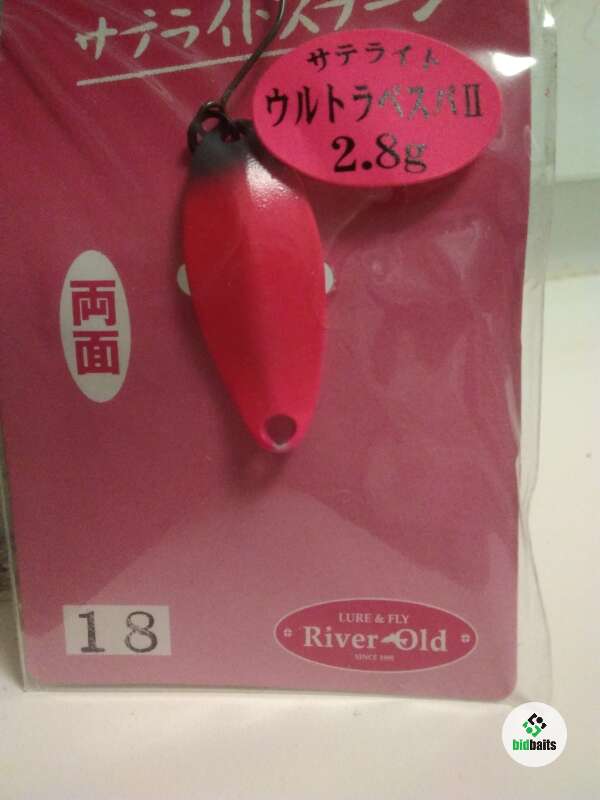 サテライトスプーン
サテライト
ウルトラベスパII
2.8g
両面
18
LURE & FLY
River Old
SINCE 1995
bidbaits